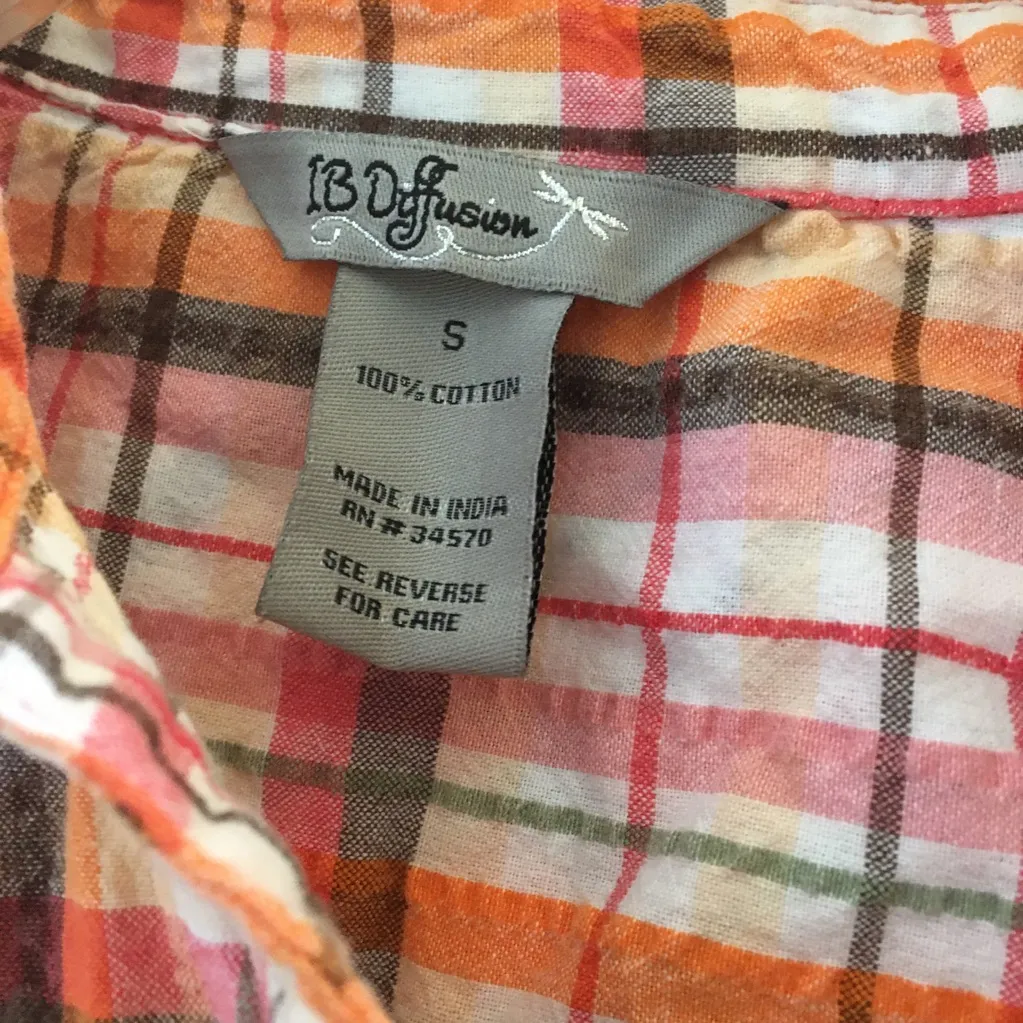 IB Diffusion
S
100% COTTON
MADE IN INDIA
RN # 34570
SEE REVERSE
FOR CARE